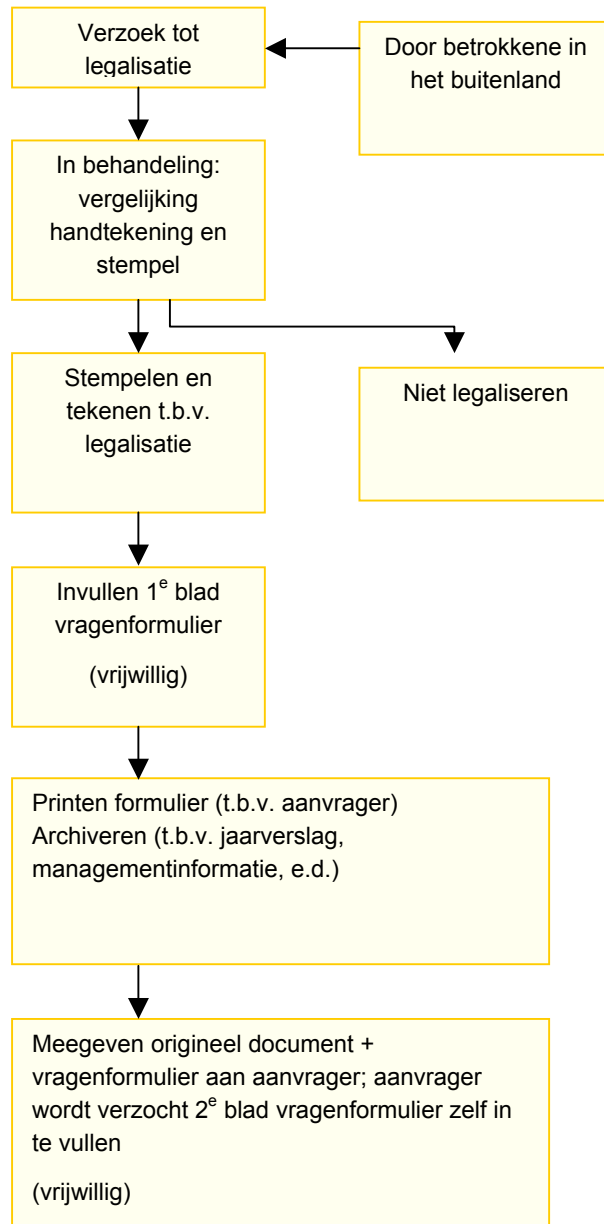 Verzoek tot
legalisatie
Door betrokkene in
het buitenland
In behandeling:
vergelijking
handtekening en
stempel
Stempelen en
tekenen t.b.v.
legalisatie
Niet legaliseren
Invullen 1e blad
vragenformulier
(vrijwillig)
Printen formulier (t.b.v. aanvrager)
Archiveren (t.b.v. jaarverslag,
managementinformatie, e.d.)
Meegeven origineel document +
vragenformulier aan aanvrager; aanvrager
wordt verzocht 2e blad vragenformulier zelf in
te vullen
(vrijwillig)